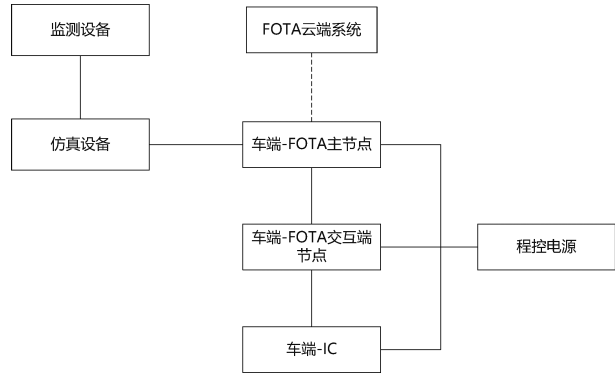 监测设备
FOTA云端系统
仿真设备
车端-FOTA主节点
车端-FOTA交互端
节点
程控电源
车端-IC